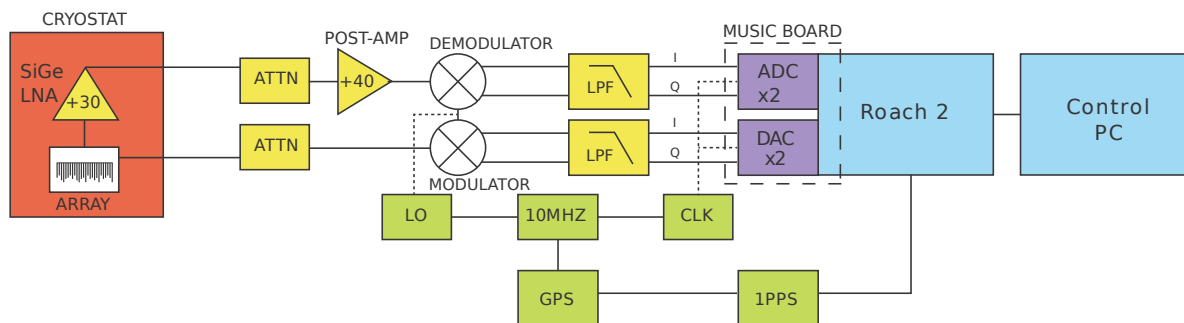 CRYOSTAT
SiGe
LNA
+30
ARRAY
ATTN
ATTN
POST-AMP
+40
DEMODULATOR
MODULATOR
LPF
LPF
I
Q
I
Q
MUSIC BOARD
ADC
x2
DAC
x2
Roach 2
Control
PC
LO
10MHZ
CLK
GPS
1PPS